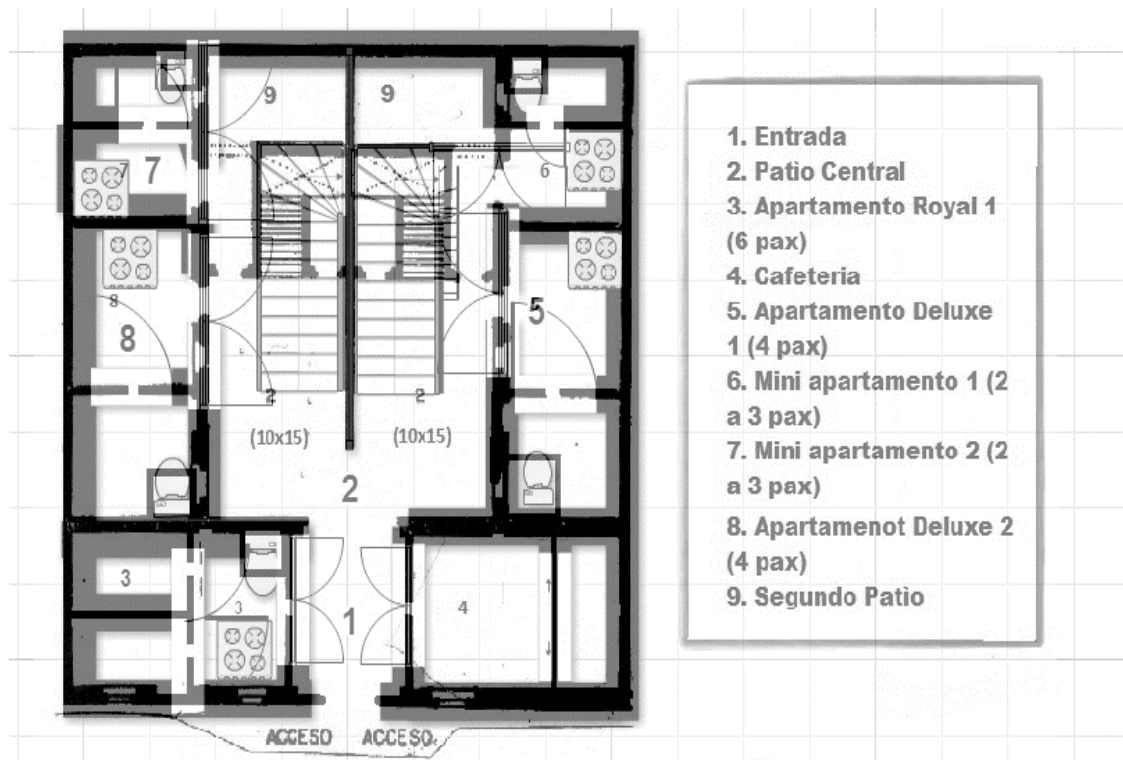 9 9
7 7
6
8
5
8
2 2
(10x15) (10x15)
2
3
3
1
4
ACCESO ACCESO
1. Entrada
2. Patio Central
3. Apartamento Royal 1
(6 pax)
4. Cafeteria
5. Apartamento Deluxe
1 (4 pax)
6. Mini apartamento 1 (2
a 3 pax)
7. Mini apartamento 2 (2
a 3 pax)
8. Apartamenot Deluxe 2
(4 pax)
9. Segundo Patio